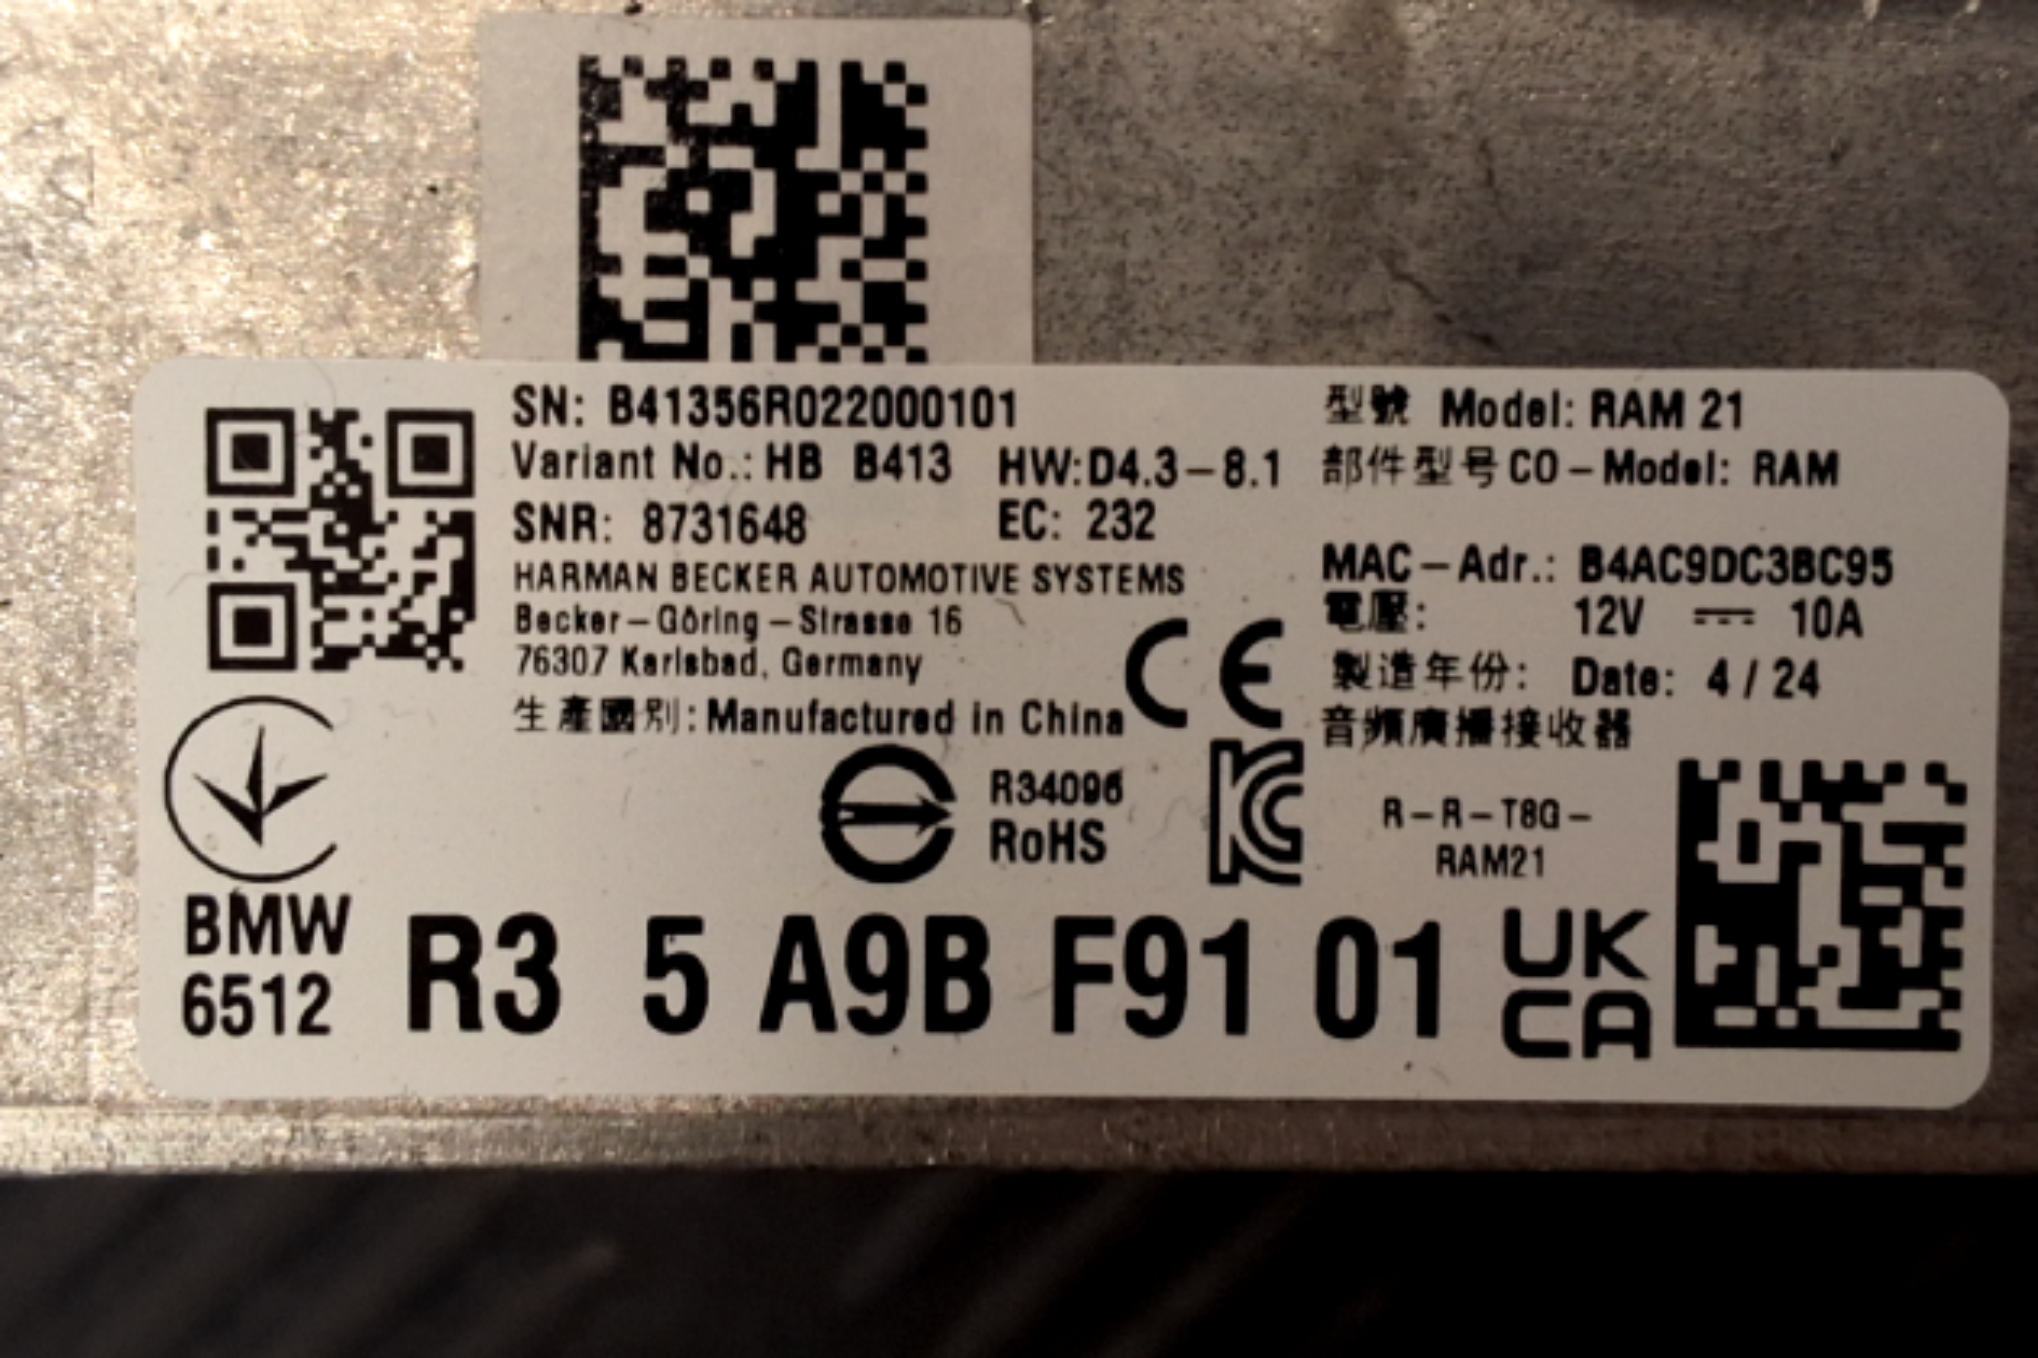 SN: B41356R022000101
Variant No.: HB B413 HW:D4.3-8.1
SNR: 8731648 EC: 232
HARMAN BECKER AUTOMOTIVE SYSTEMS
Becker-Göring-Strasse 16
76307 Karlsbad, Germany
生產國別: Manufactured in China
CE
型號 Model: RAM 21
部件型号 CO-Model: RAM
MAC-Adr.: B4AC9DC3BC95
電壓: 12V ⎓ 10A
製造年份: Date: 4 / 24
音頻廣播接收器
R34096
RoHS
KC
R-R-T8G-
RAM21
BMW
6512
R3 5 A9B F91 01
UK
CA